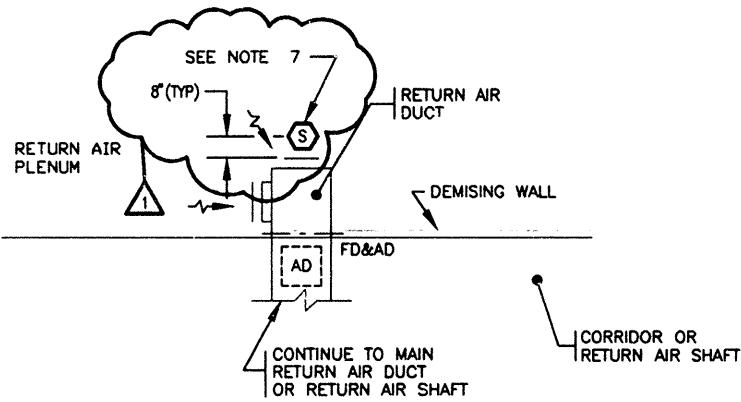 SEE NOTE 7
8"(TYP)
S
RETURN AIR
DUCT
RETURN AIR
PLENUM
1
DEMISING WALL
FD&AD
AD
CORRIDOR OR
RETURN AIR SHAFT
CONTINUE TO MAIN
RETURN AIR DUCT
OR RETURN AIR SHAFT